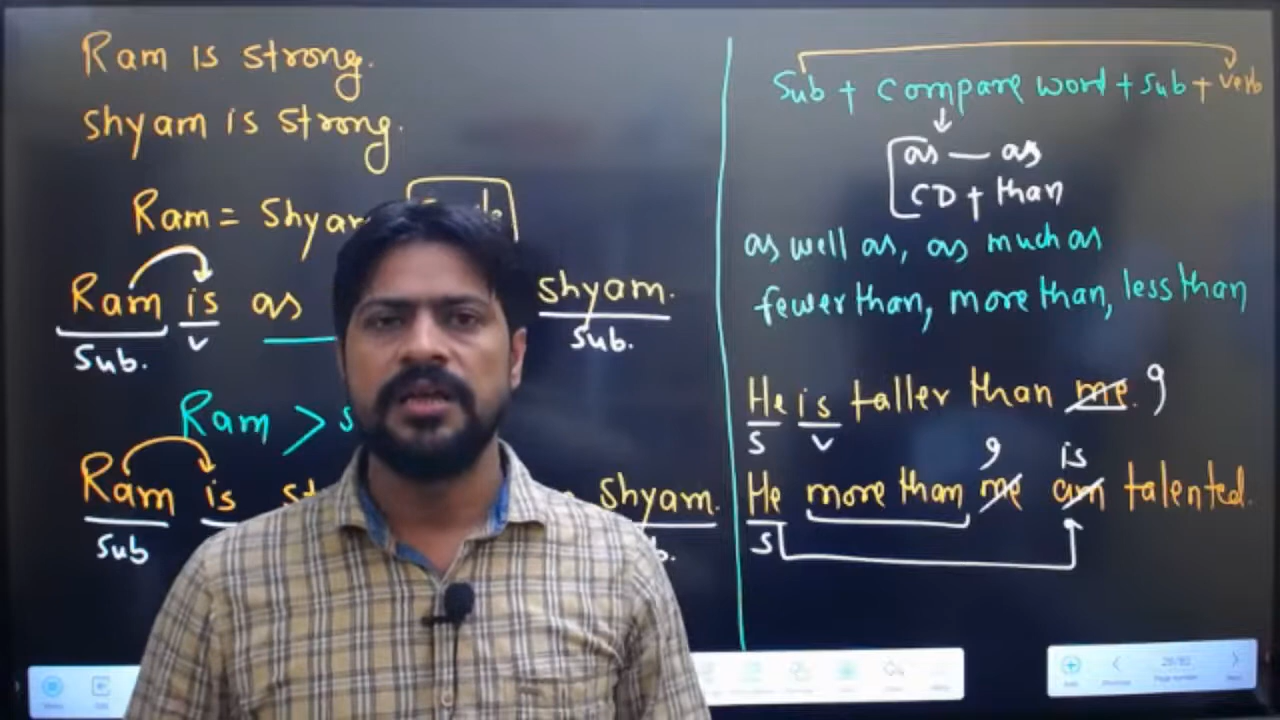 Ram is strong.
shyam is strong.
Ram = Shyam
Ram is as shyam.
Sub. v Sub.
Ram > s
Ram is st shyam.
Sub
Sub + compare word + sub + verb
as — as
CD + than
as well as, as much as
fewer than, more than, less than
He is taller than me. I
S v
I is
He more than me am talented.
S